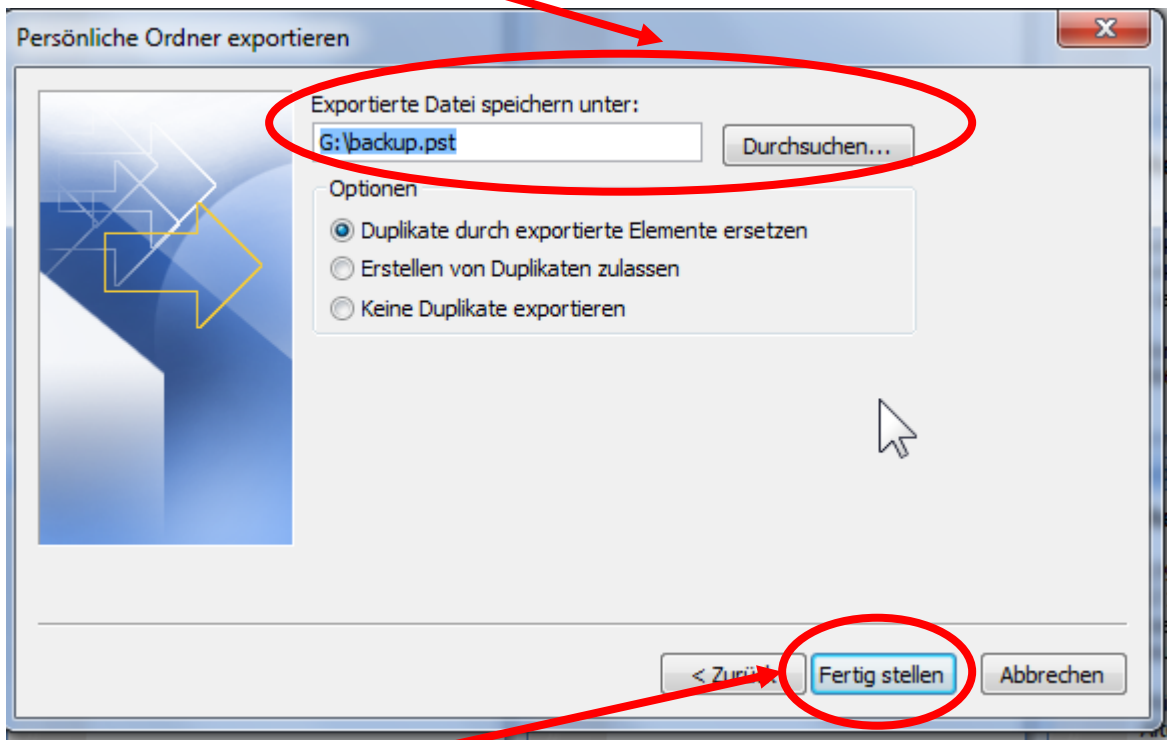 Persönliche Ordner exportieren
Exportierte Datei speichern unter:
G:\backup.pst
Durchsuchen...
Optionen
Duplikate durch exportierte Elemente ersetzen
Erstellen von Duplikaten zulassen
Keine Duplikate exportieren
< Zurück
Fertig stellen
Abbrechen